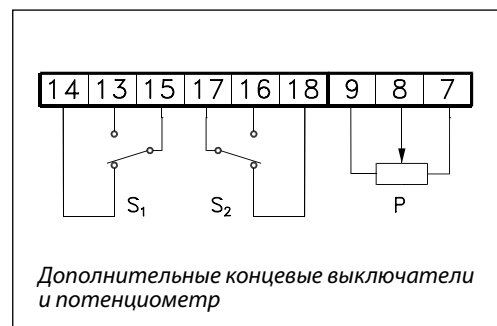 14 13 15 17 16 18 9 8 7
S₁ S₂ P
Дополнительные концевые выключатели
и потенциометр